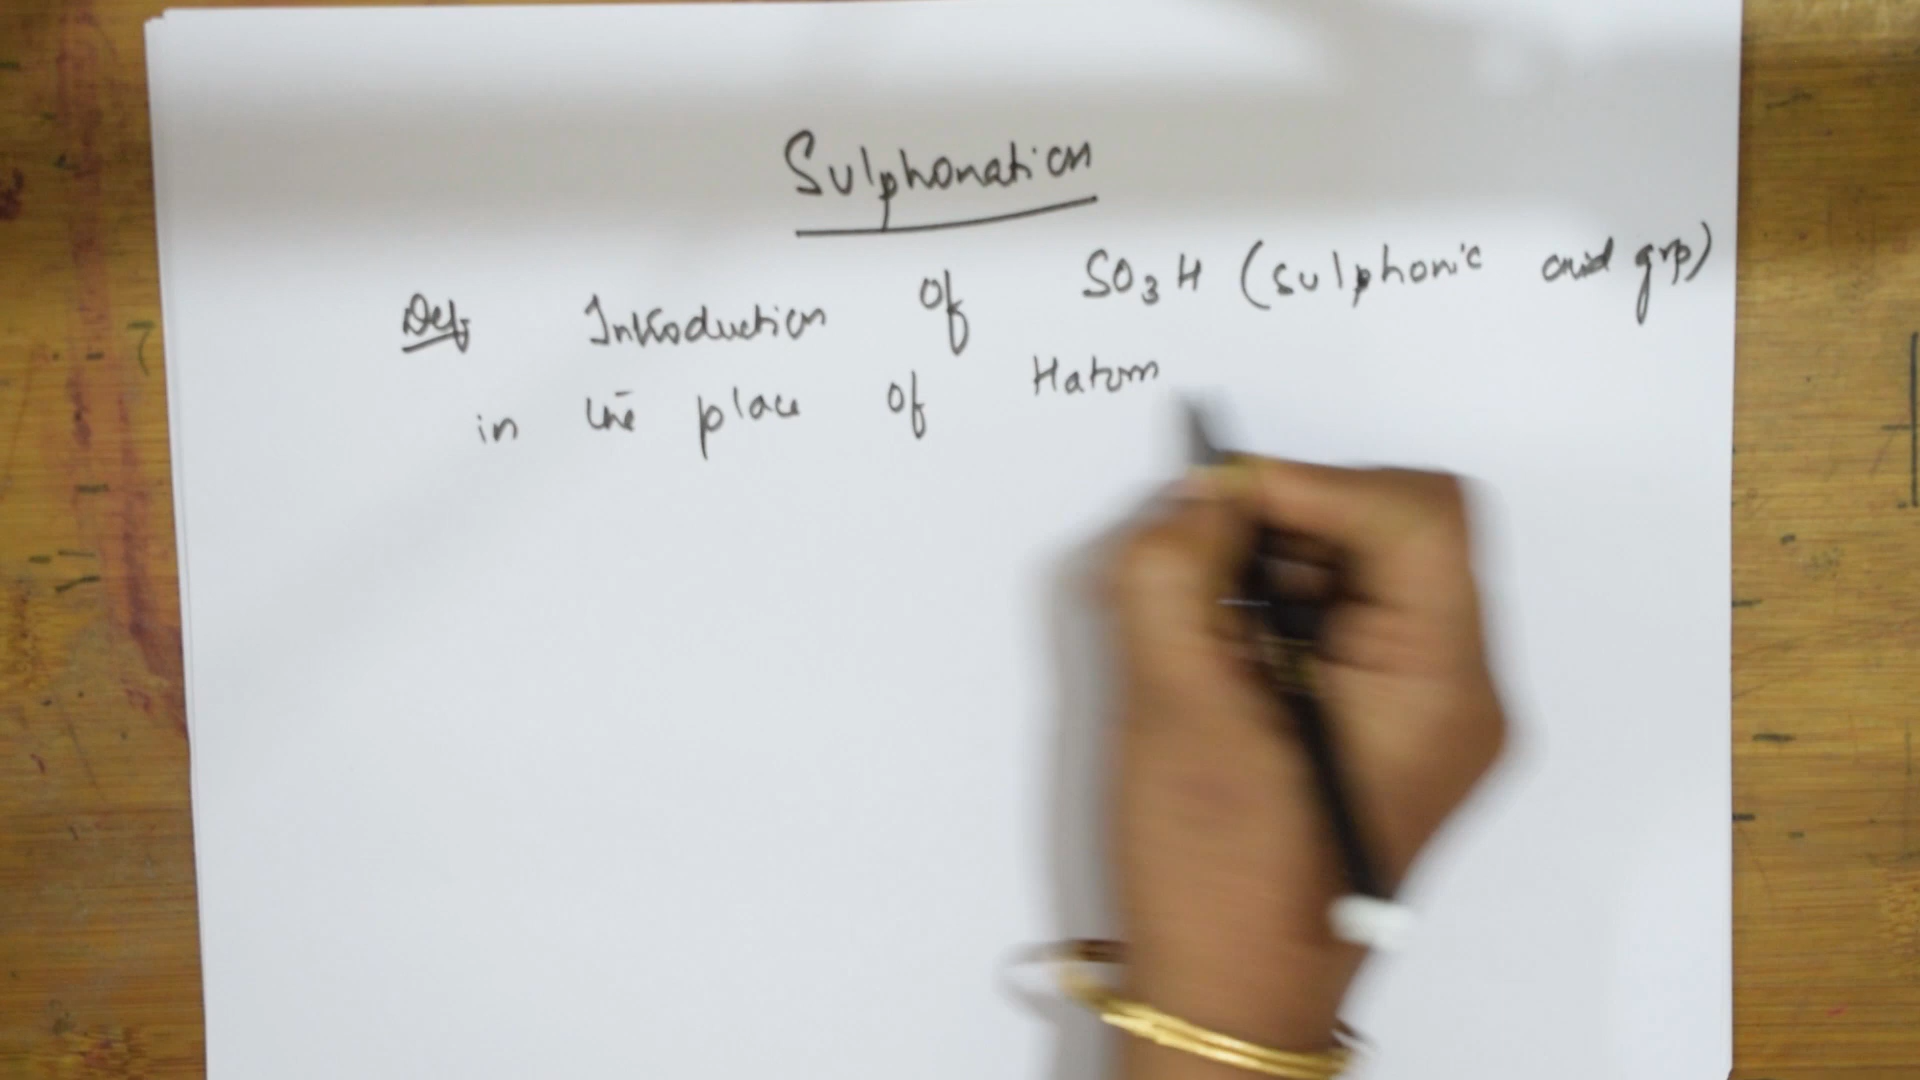 Sulphonation
Def Introduction of SO3H (sulphonic acid grp)
in the place of H atom